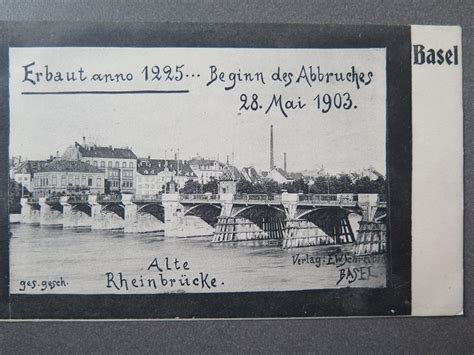 Basel
Erbaut anno 1225... Beginn des Abbruches
28. Mai 1903.
Alte
Rheinbrücke.
ges. gesch.
Verlag:
BASEL